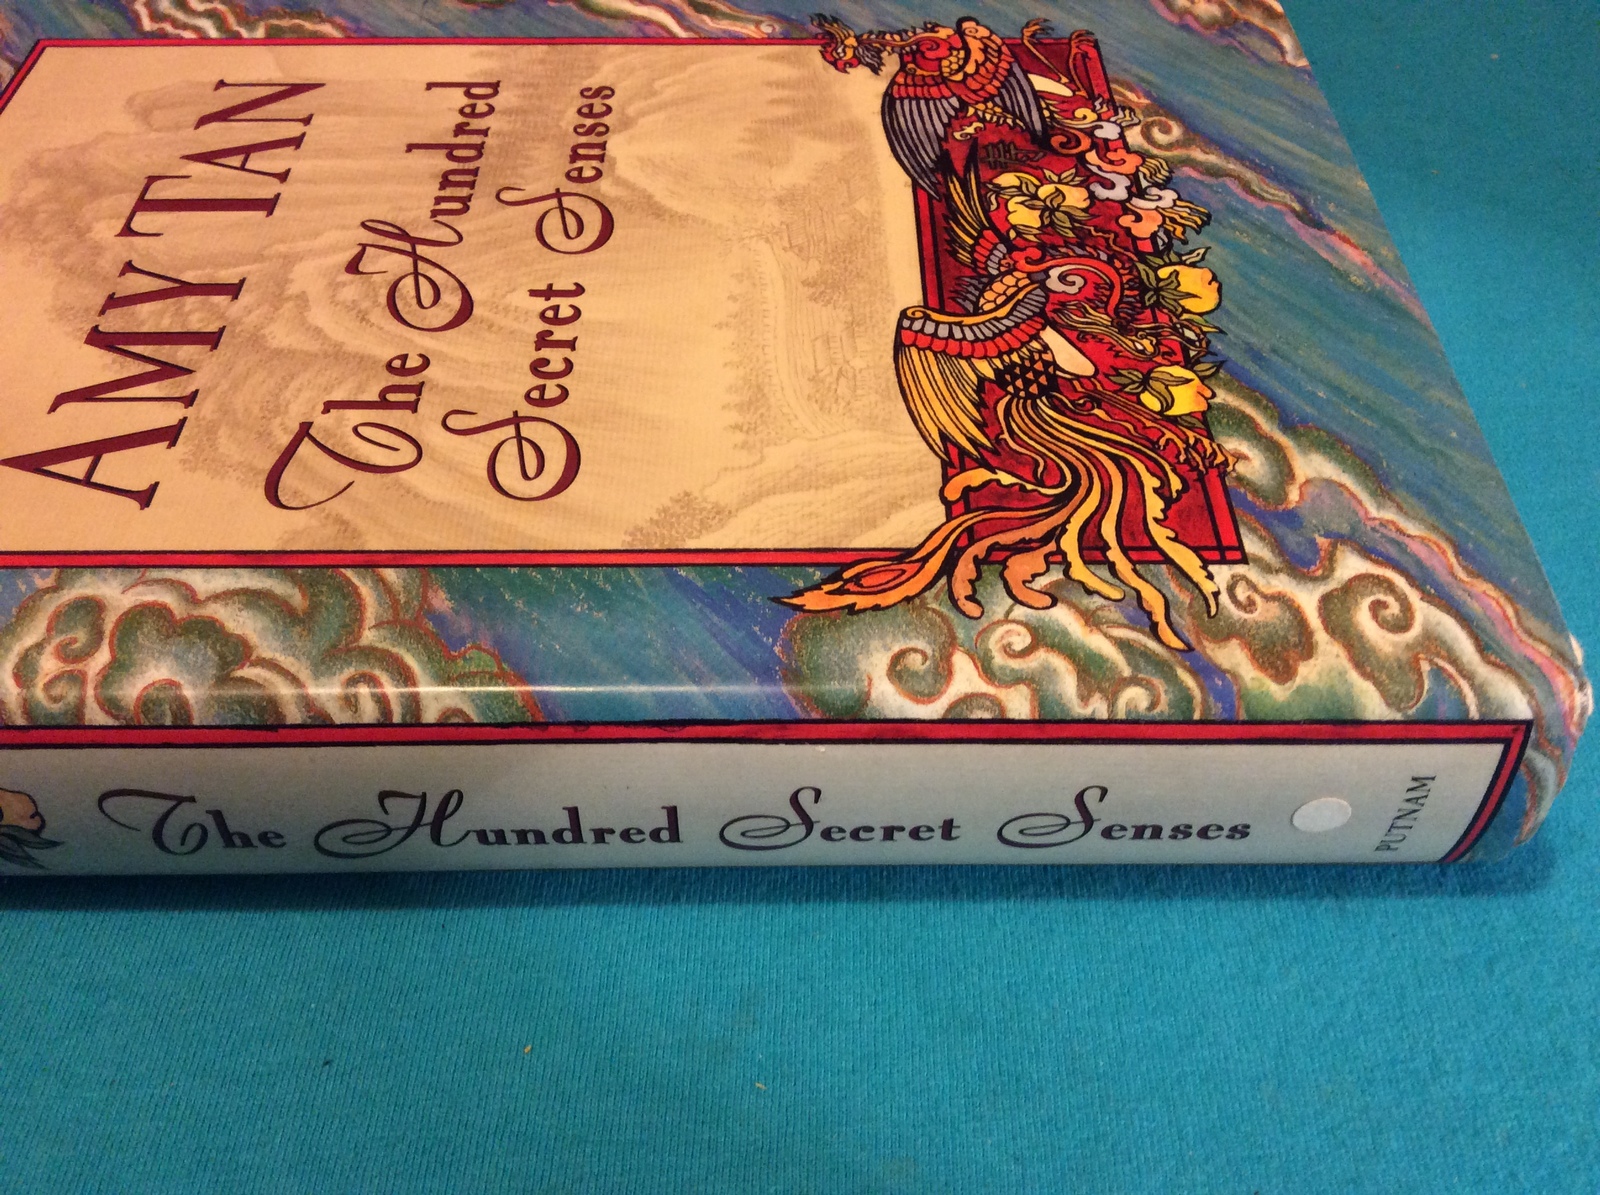 AMY TAN
The Hundred
Secret Senses
The Hundred Secret Senses
PUTNAM